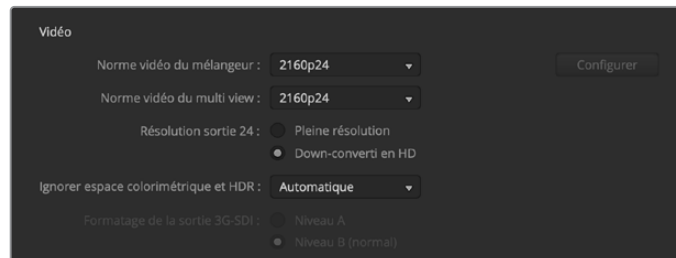 Vidéo
Norme vidéo du mélangeur : 2160p24 Configurer
Norme vidéo du multi view : 2160p24
Résolution sortie 24 : Pleine résolution
Down-converti en HD
Ignorer espace colorimétrique et HDR : Automatique
Formatage de la sortie 3G-SDI : Niveau A
Niveau B (normal)